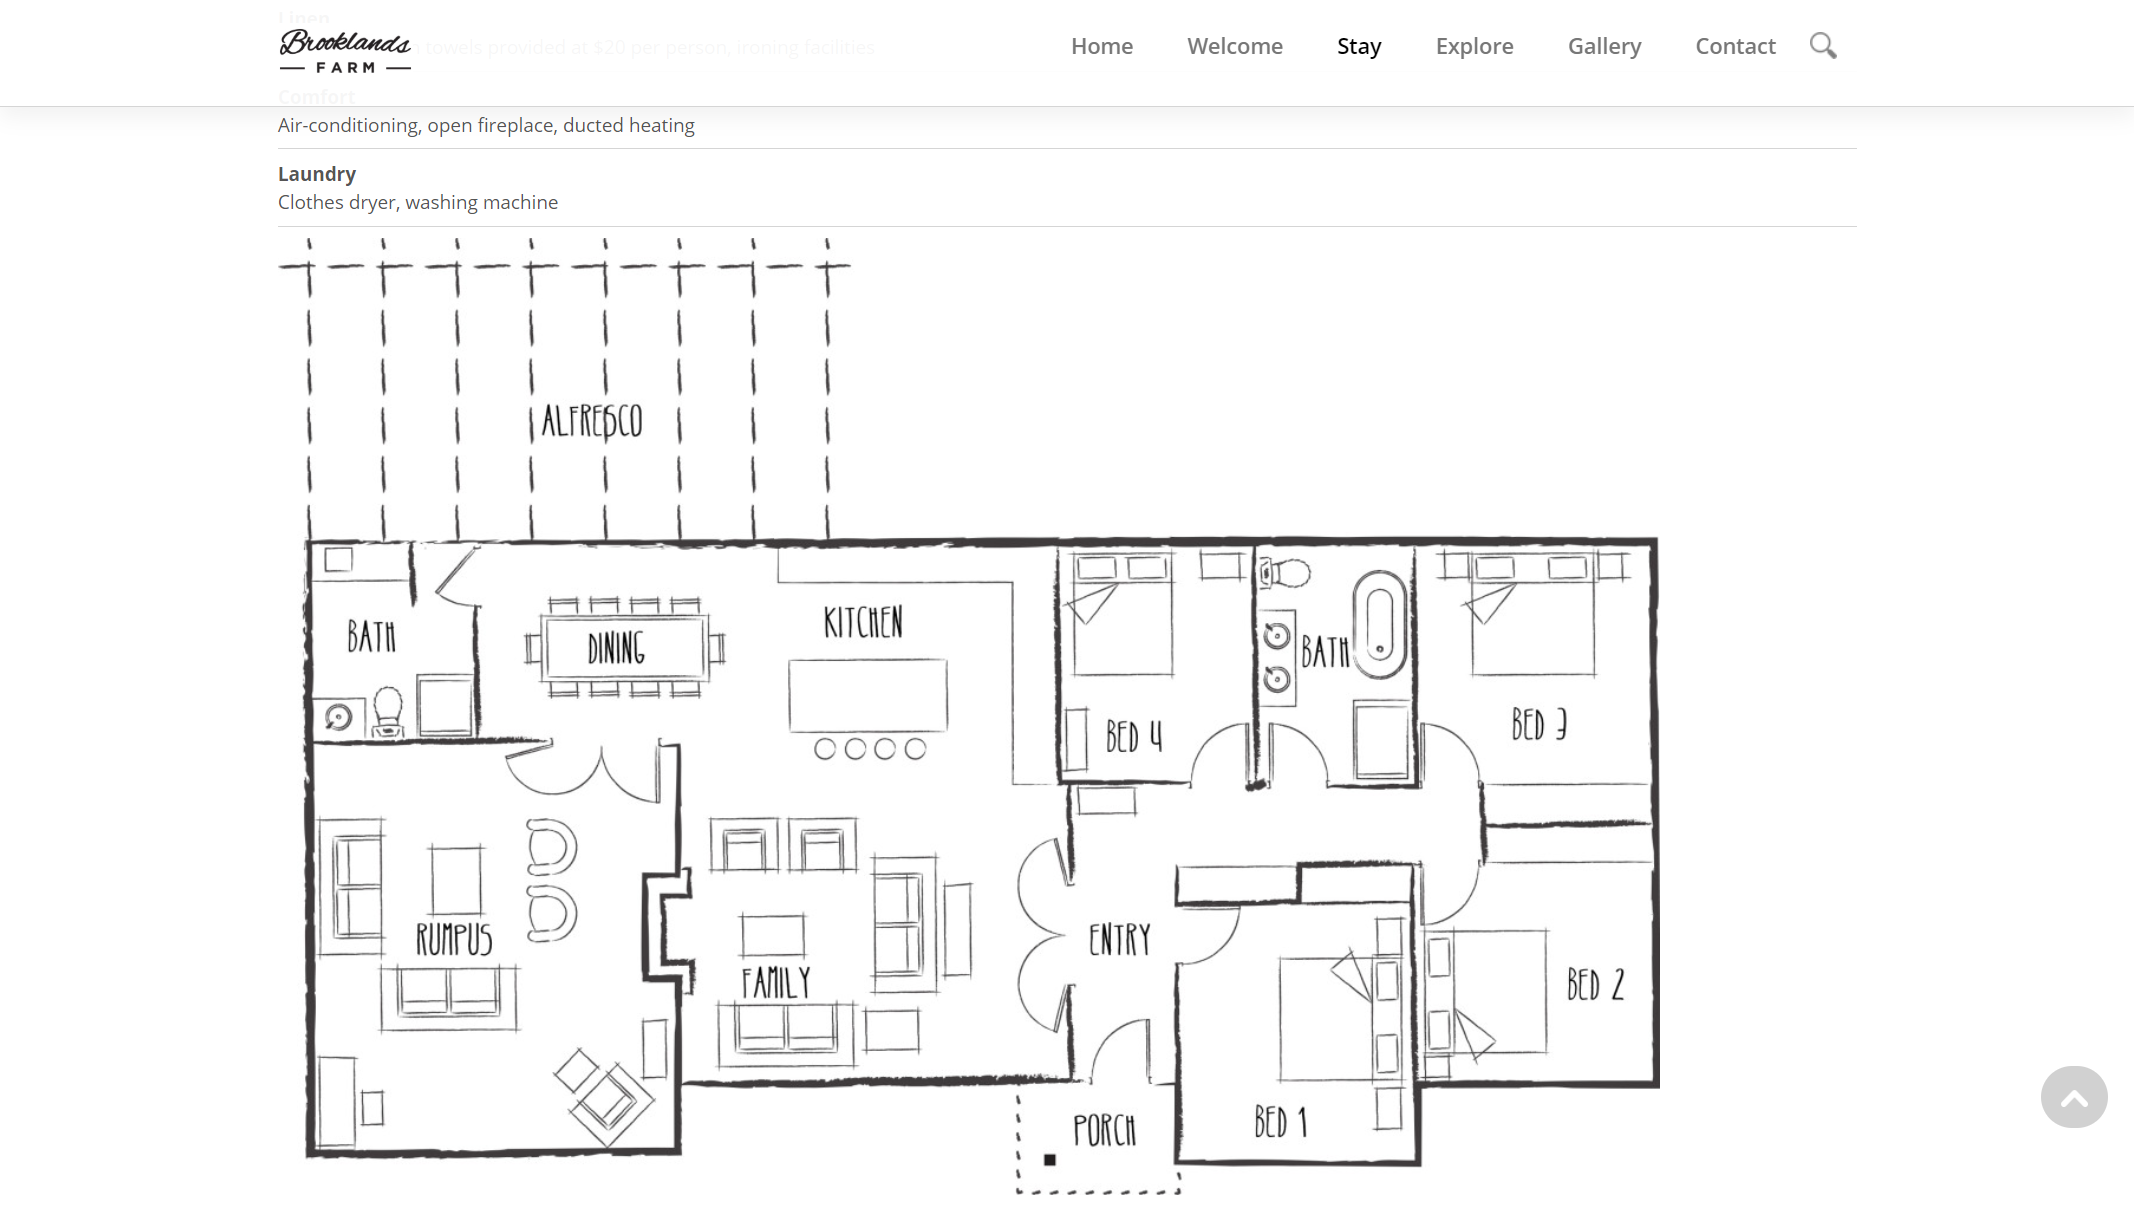 Linen
towels provided at $20 per person, ironing facilities
Brooklands
FARM
Home Welcome Stay Explore Gallery Contact
Comfort
Air-conditioning, open fireplace, ducted heating
Laundry
Clothes dryer, washing machine
ALFRESCO
BATH
DINING
KITCHEN
BED 4
BATH
BED 3
RUMPUS
FAMILY
ENTRY
BED 2
PORCH
BED 1